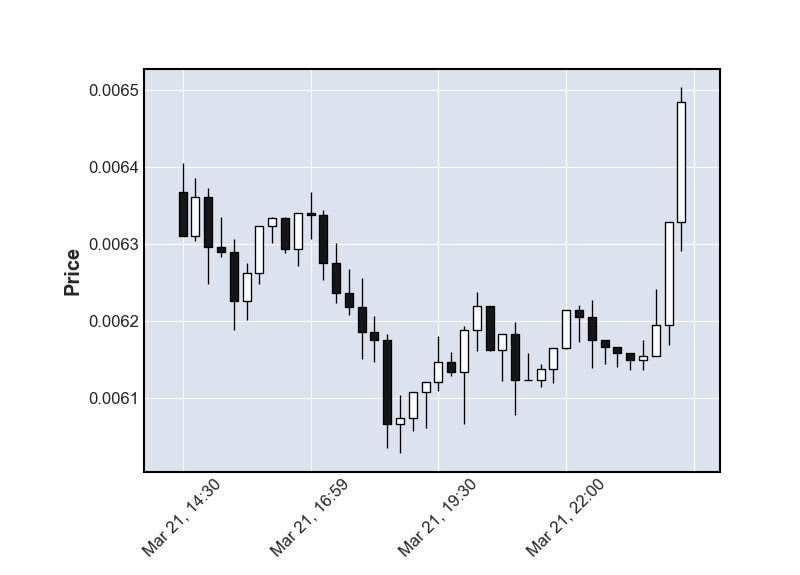 0.0065
0.0064
0.0063
0.0062
0.0061
Price
Mar 21, 14:30
Mar 21, 16:59
Mar 21, 19:30
Mar 21, 22:00